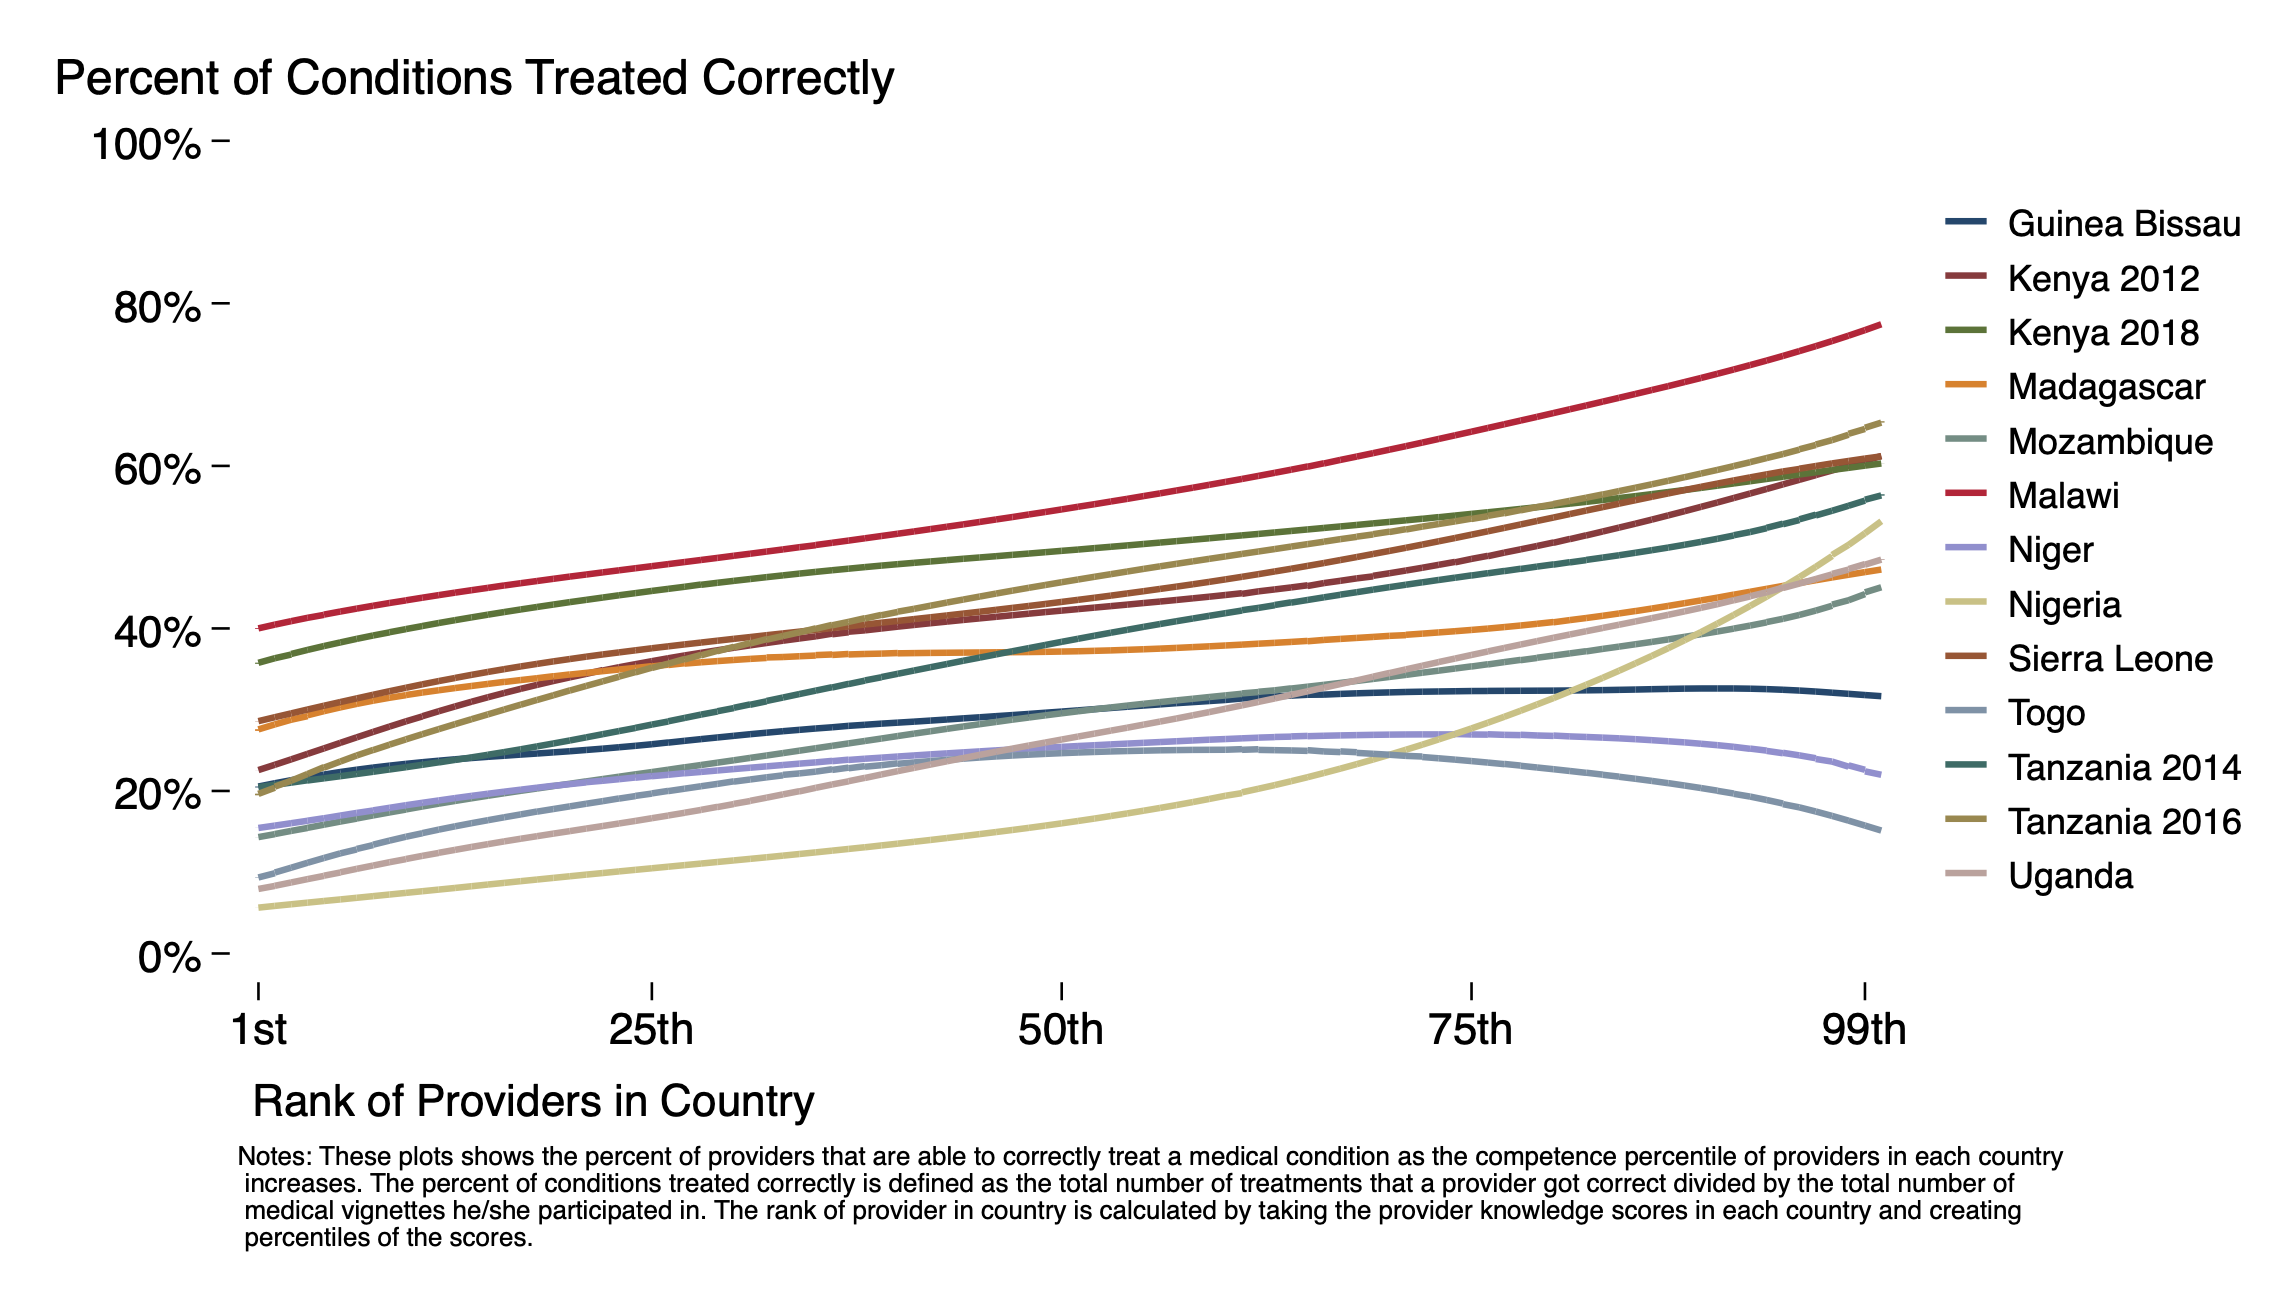 Percent of Conditions Treated Correctly
100%
80%
60%
40%
20%
0%
1st 25th 50th 75th 99th
Rank of Providers in Country
Guinea Bissau
Kenya 2012
Kenya 2018
Madagascar
Mozambique
Malawi
Niger
Nigeria
Sierra Leone
Togo
Tanzania 2014
Tanzania 2016
Uganda
Notes: These plots shows the percent of providers that are able to correctly treat a medical condition as the competence percentile of providers in each country
increases. The percent of conditions treated correctly is defined as the total number of treatments that a provider got correct divided by the total number of
medical vignettes he/she participated in. The rank of provider in country is calculated by taking the provider knowledge scores in each country and creating
percentiles of the scores.